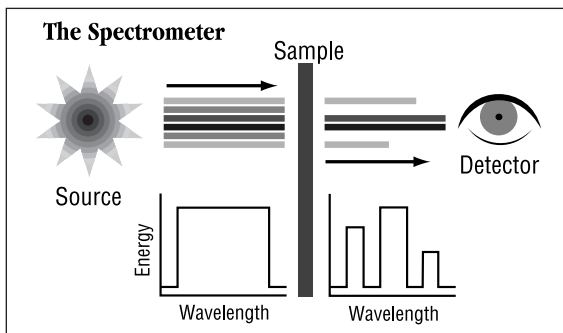 The Spectrometer
Sample
Source
Detector
Energy
Wavelength
Wavelength